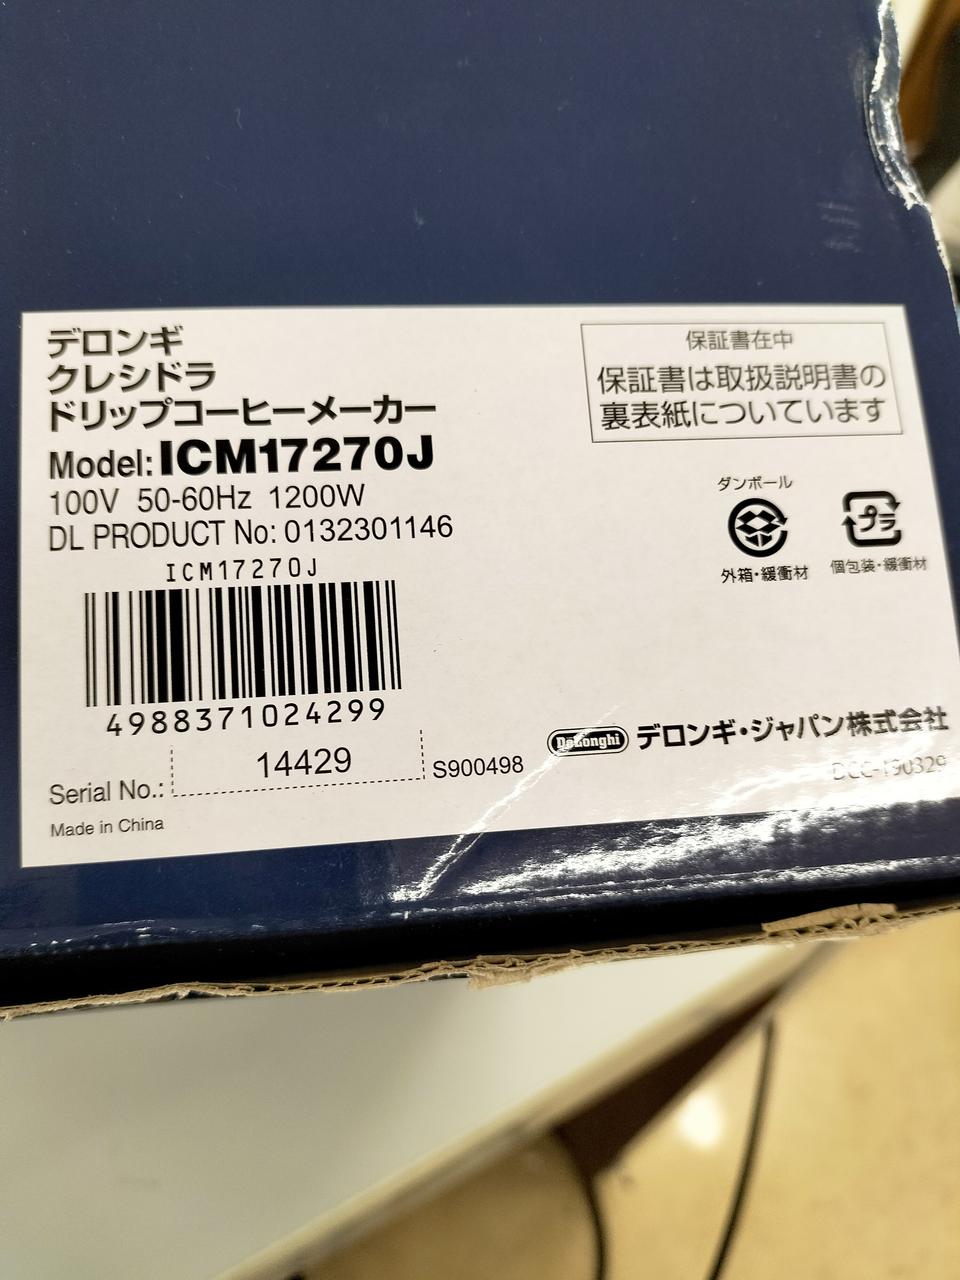 デロンギ
クレシドラ
ドリップコーヒーメーカー
Model: ICM17270J
100V 50-60Hz 1200W
DL PRODUCT No: 0132301146
ICM17270J
4988371024299
Serial No.: 14429 S900498
Made in China
保証書在中
保証書は取扱説明書の
裏表紙についています
ダンボール
外箱・緩衝材
プラ
個包装・緩衝材
DeLonghi デロンギ・ジャパン株式会社
DCC-190329